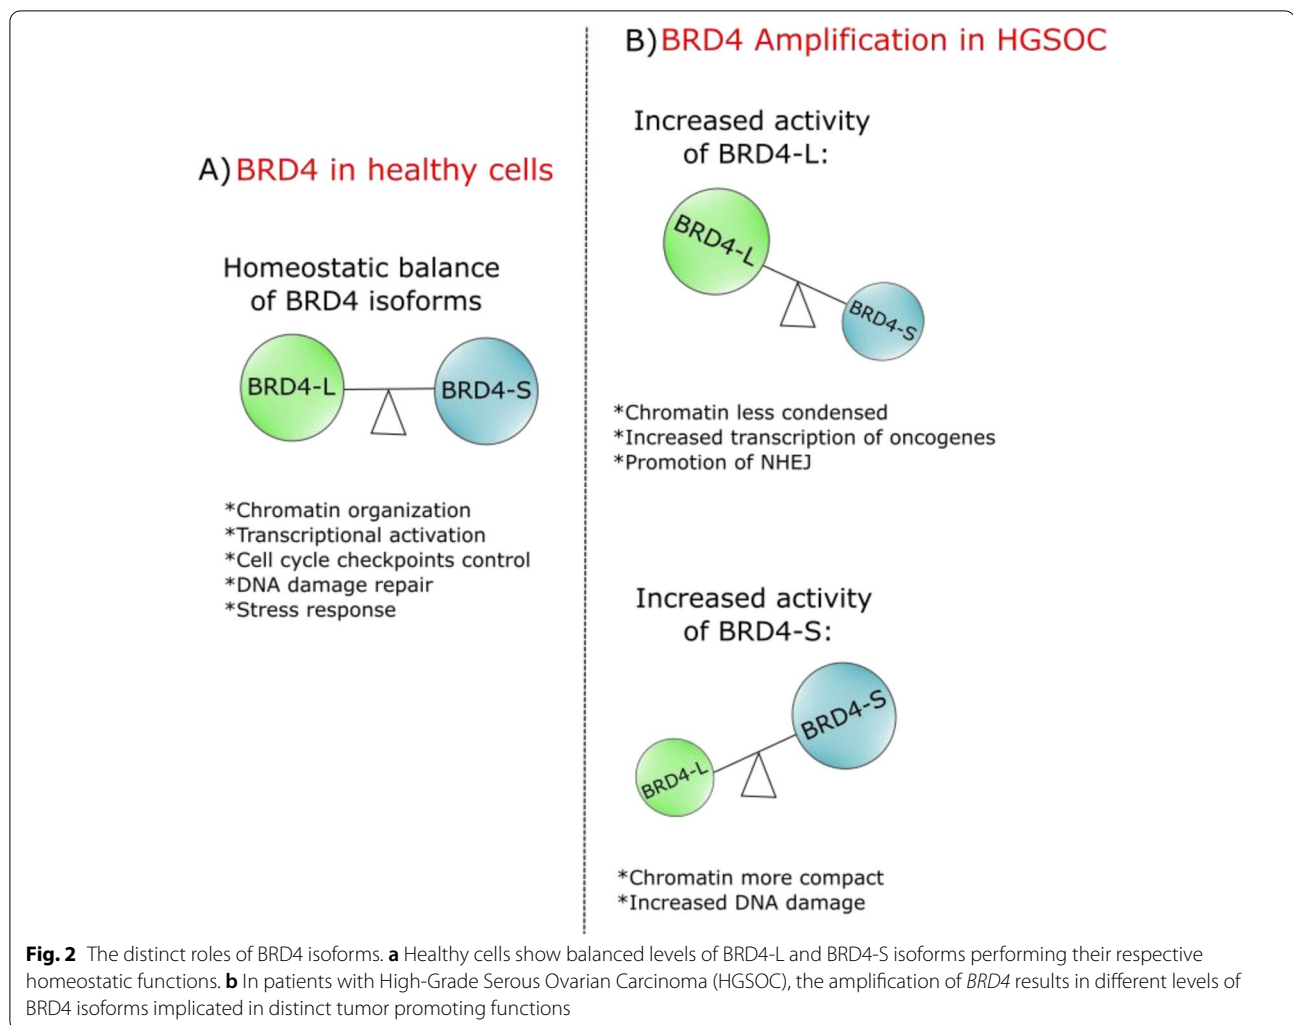 A) BRD4 in healthy cells
Homeostatic balance
of BRD4 isoforms
BRD4-L
BRD4-S
*Chromatin organization
*Transcriptional activation
*Cell cycle checkpoints control
*DNA damage repair
*Stress response
B) BRD4 Amplification in HGSOC
Increased activity
of BRD4-L:
BRD4-L
BRD4-S
*Chromatin less condensed
*Increased transcription of oncogenes
*Promotion of NHEJ
Increased activity
of BRD4-S:
BRD4-L
BRD4-S
*Chromatin more compact
*Increased DNA damage
Fig. 2 The distinct roles of BRD4 isoforms. a Healthy cells show balanced levels of BRD4-L and BRD4-S isoforms performing their respective
homeostatic functions. b In patients with High-Grade Serous Ovarian Carcinoma (HGSOC), the amplification of BRD4 results in different levels of
BRD4 isoforms implicated in distinct tumor promoting functions